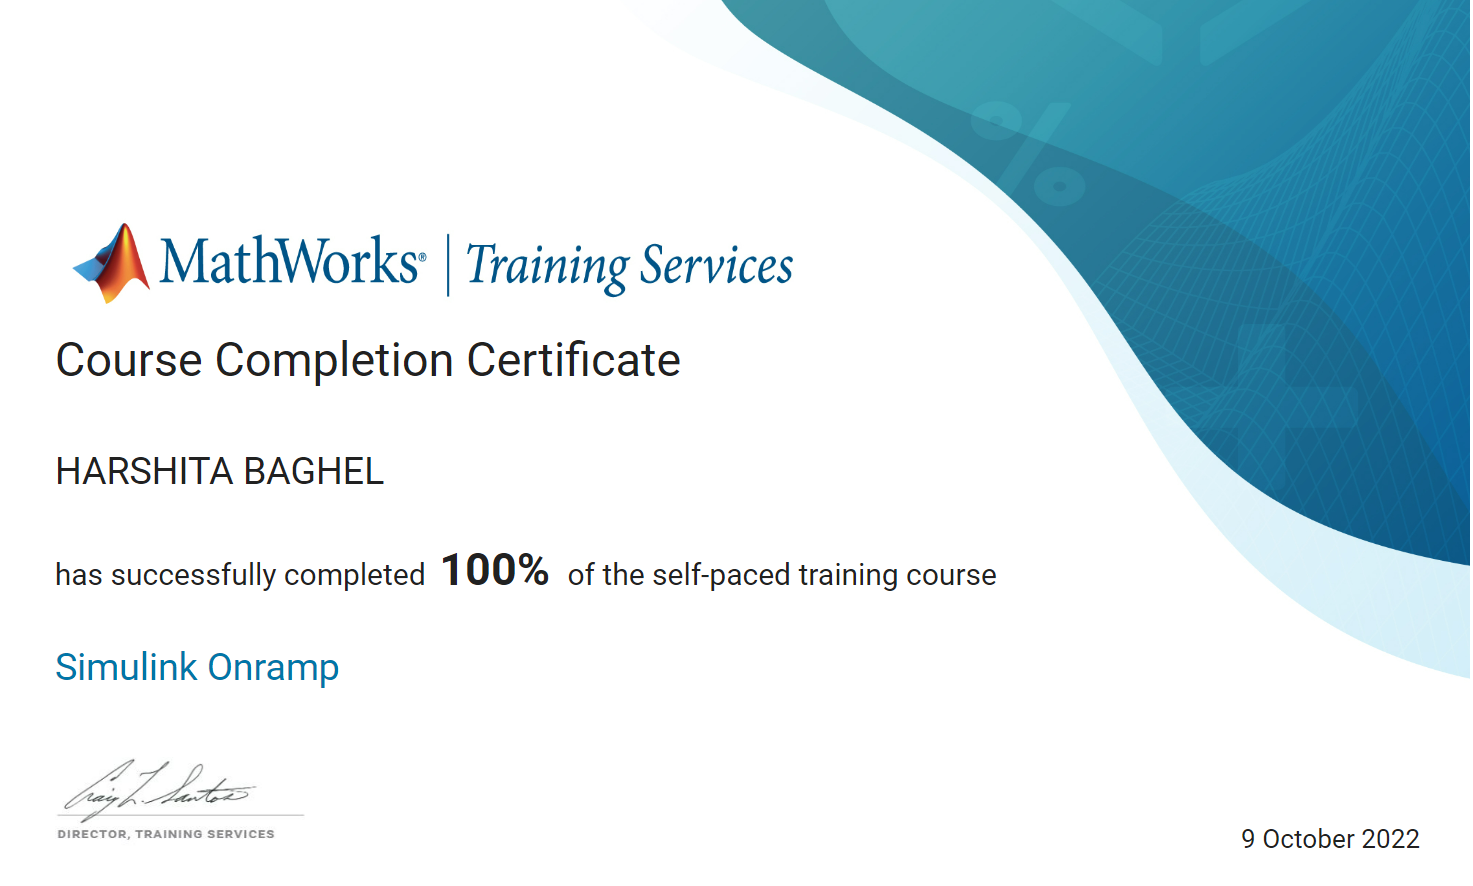 MathWorks® | Training Services
Course Completion Certificate
HARSHITA BAGHEL
has successfully completed 100% of the self-paced training course
Simulink Onramp
Craig L. Santos
DIRECTOR, TRAINING SERVICES
9 October 2022